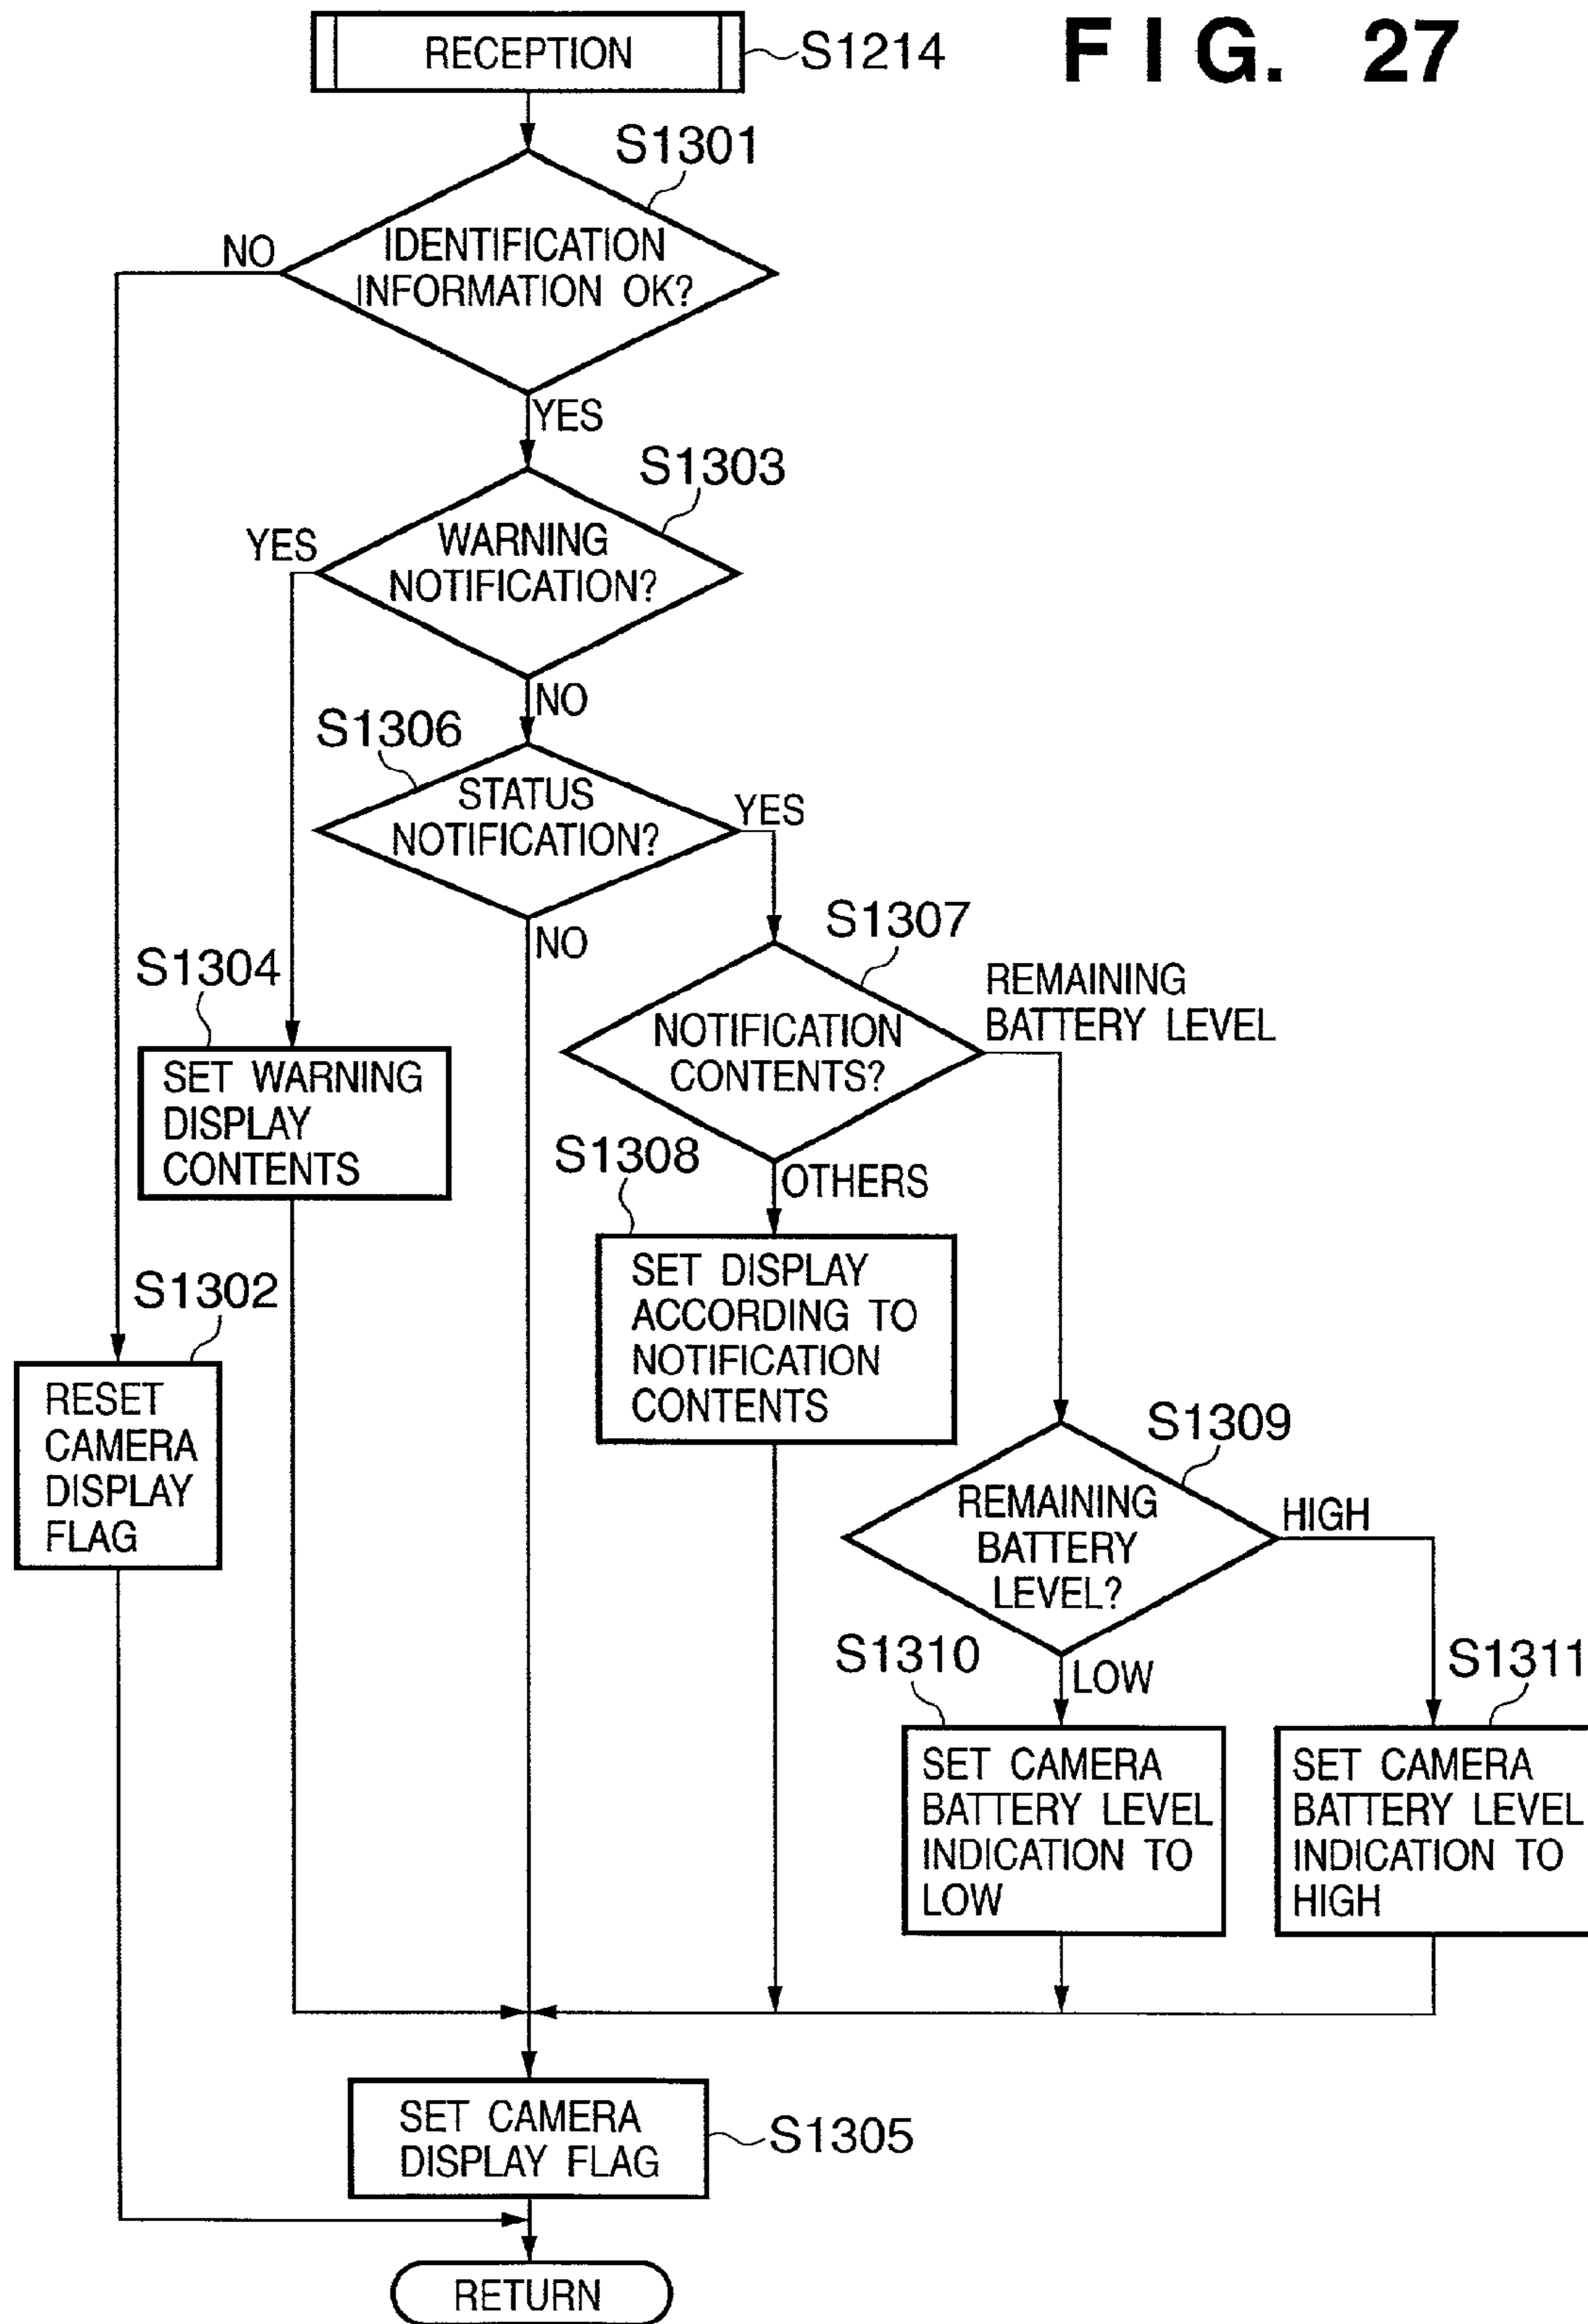 FIG. 27
RECEPTION
S1214
S1301
IDENTIFICATION
INFORMATION OK?
NO
YES
S1303
WARNING
NOTIFICATION?
YES
NO
S1306
STATUS
NOTIFICATION?
YES
NO
S1307
NOTIFICATION
CONTENTS?
REMAINING
BATTERY LEVEL
OTHERS
S1304
SET WARNING
DISPLAY
CONTENTS
S1308
SET DISPLAY
ACCORDING TO
NOTIFICATION
CONTENTS
S1302
RESET
CAMERA
DISPLAY
FLAG
S1309
REMAINING
BATTERY
LEVEL?
HIGH
LOW
S1310
SET CAMERA
BATTERY LEVEL
INDICATION TO
LOW
S1311
SET CAMERA
BATTERY LEVEL
INDICATION TO
HIGH
SET CAMERA
DISPLAY FLAG
S1305
RETURN